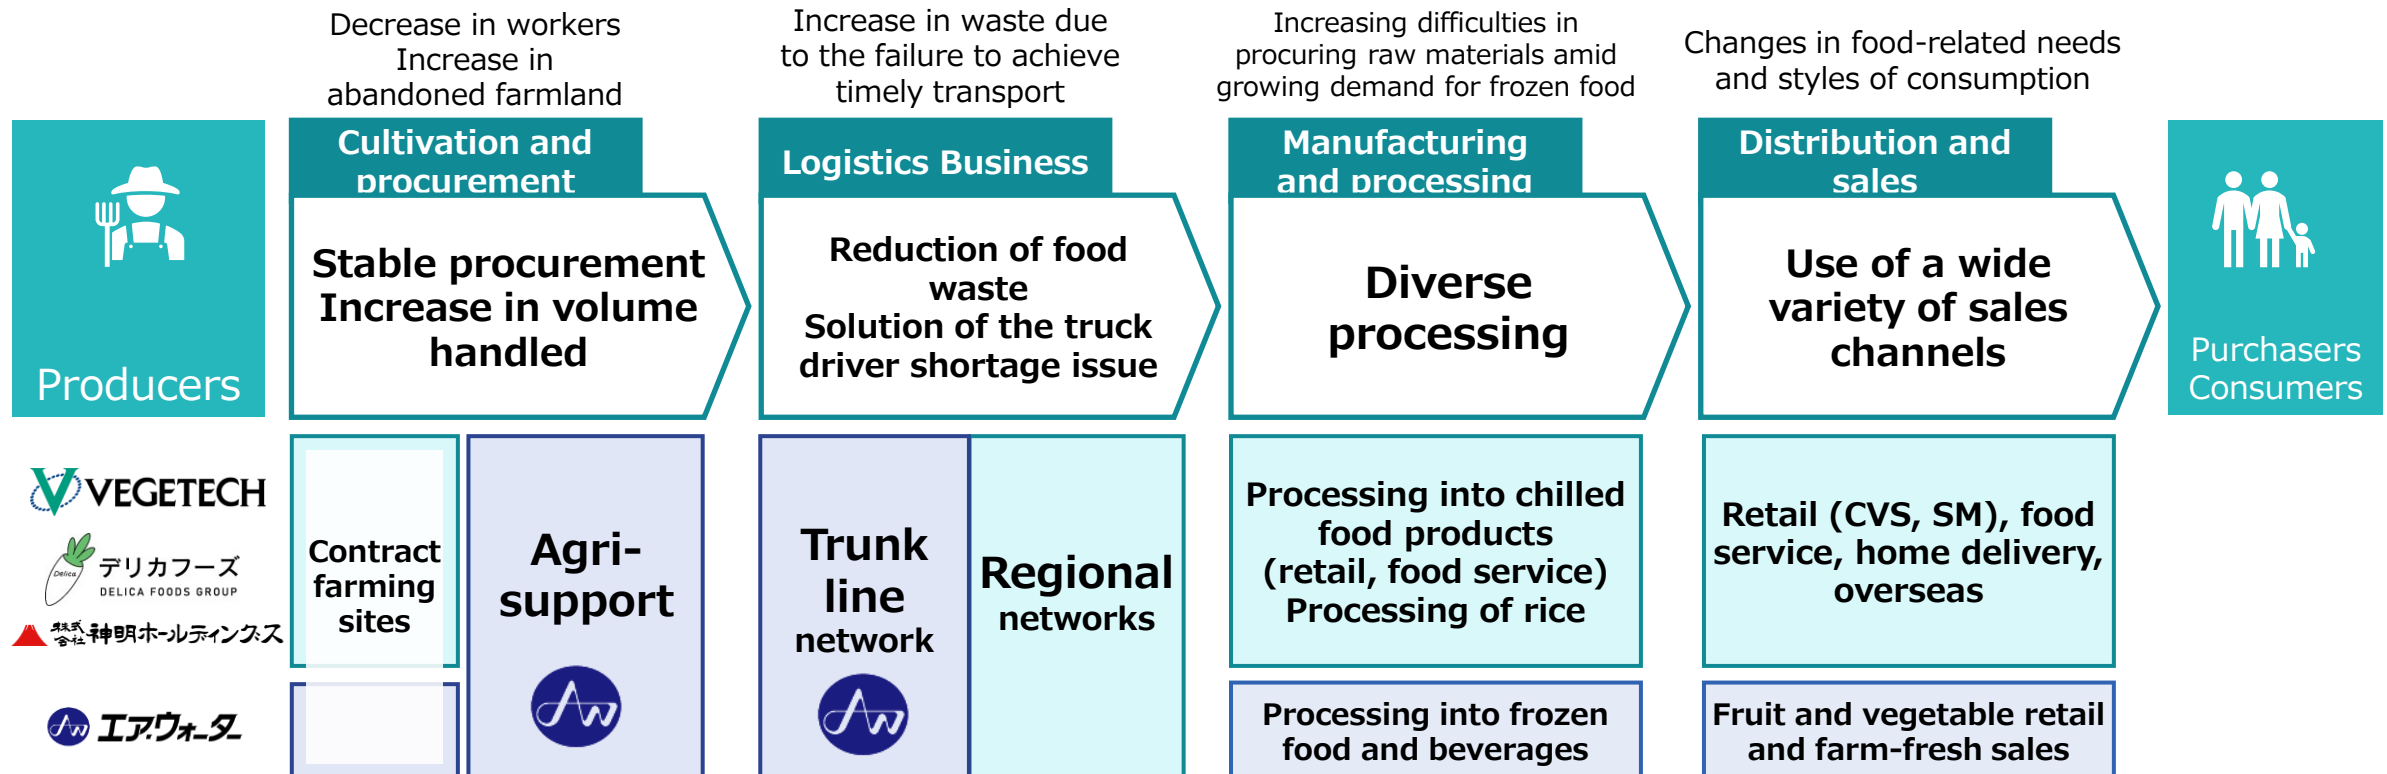 Decrease in workers
Increase in
abandoned farmland
Increase in waste due
to the failure to achieve
timely transport
Increasing difficulties in
procuring raw materials amid
growing demand for frozen food
Changes in food-related needs
and styles of consumption
Producers
Cultivation and
procurement
Stable procurement
Increase in volume
handled
Logistics Business
Reduction of food
waste
Solution of the truck
driver shortage issue
Manufacturing
and processing
Diverse
processing
Distribution and
sales
Use of a wide
variety of sales
channels
Purchasers
Consumers
V VEGETECH
Delica
デリカフーズ
DELICA FOODS GROUP
株式会社 神明ホールディングス
AW エア・ウォーター
Contract
farming
sites
Agri-
support
AW
Trunk
line
network
AW
Regional
networks
Processing into chilled
food products
(retail, food service)
Processing of rice
Processing into frozen
food and beverages
Retail (CVS, SM), food
service, home delivery,
overseas
Fruit and vegetable retail
and farm-fresh sales